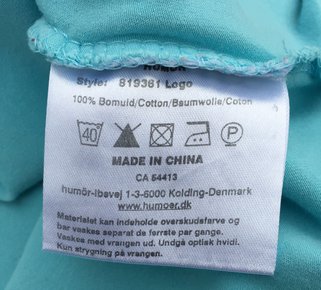 HUMÖR
Style: 819361 Logo
100% Bomuld/Cotton/Baumwolle/Coton
40 P
MADE IN CHINA
CA 54413
humör-Ibsvej 1-3-6000 Kolding-Denmark
www.humoer.dk
Materialet kan indeholde overskudsfarve og
bør vaskes separat de første par gange.
Vaskes med vrangen ud. Undgå optisk hvidt.
Kun strygning på vrangen.